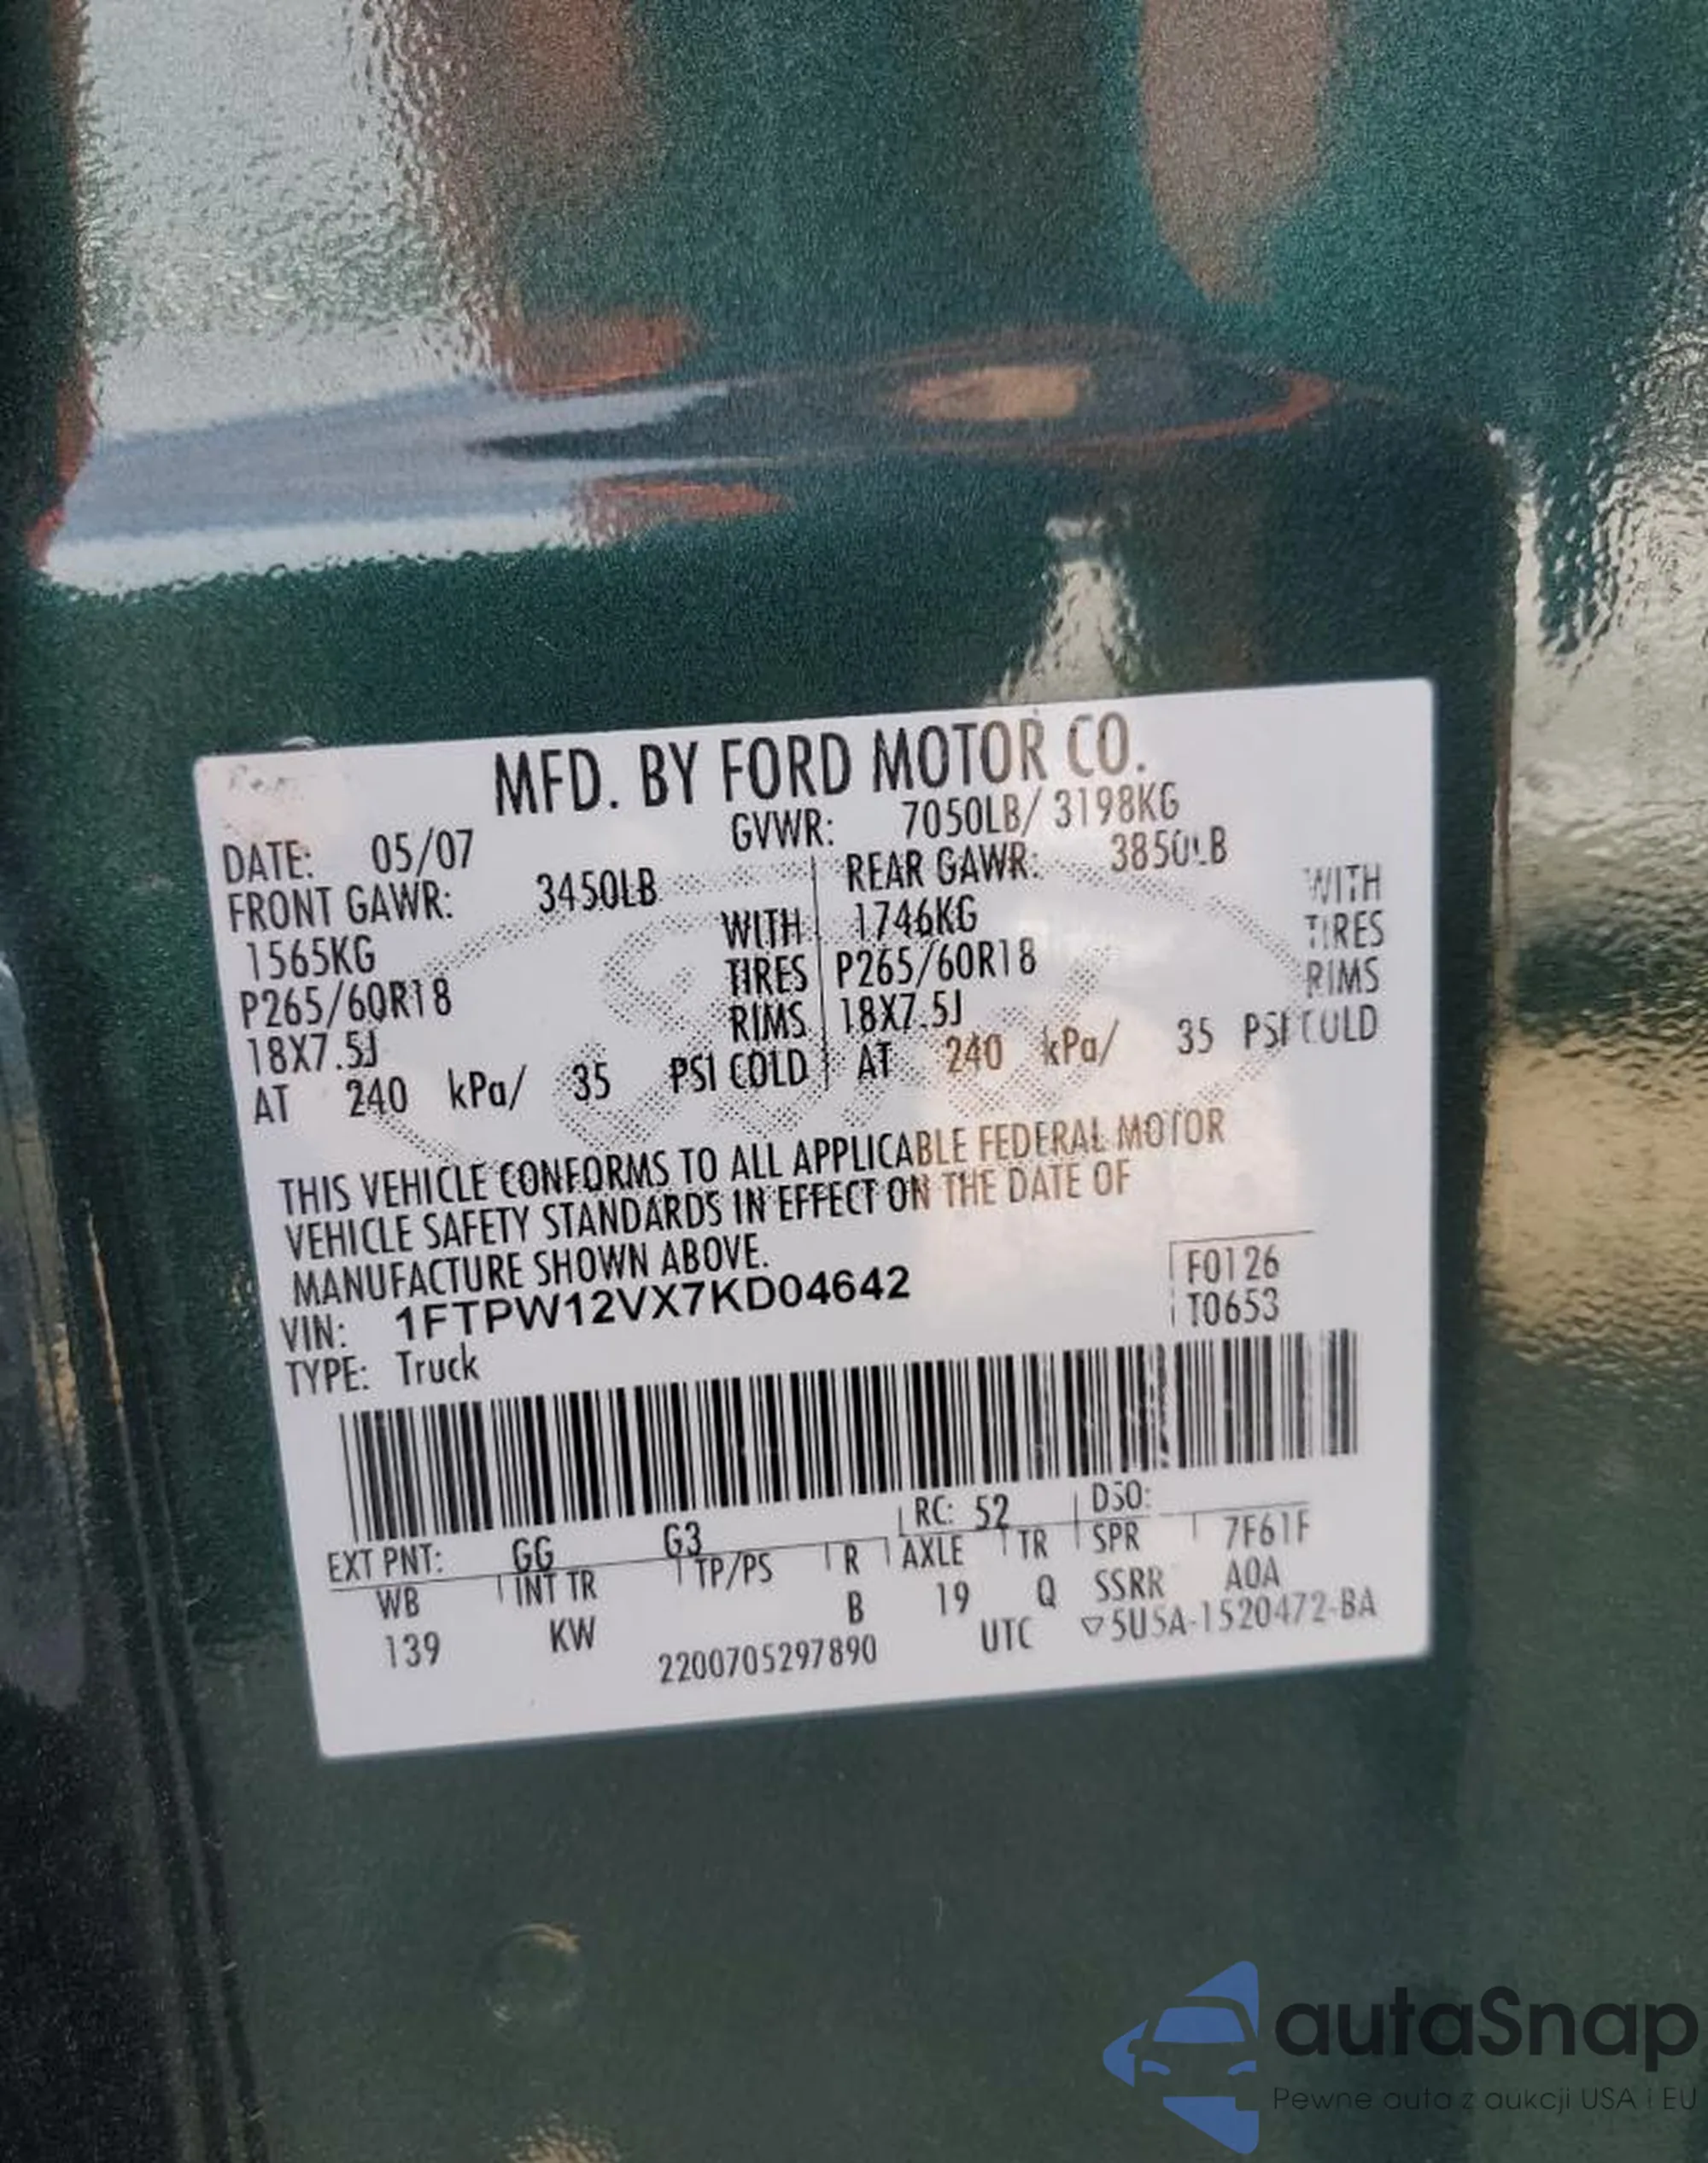 MFD. BY FORD MOTOR CO.
DATE: 05/07 GVWR: 7050LB/ 3198KG
FRONT GAWR: 3450LB REAR GAWR: 3850LB
1565KG WITH 1746KG WITH
P265/60R18 TIRES P265/60R18 TIRES
18X7.5J RIMS 18X7.5J RIMS
AT 240 kPa/ 35 PSI COLD AT 240 kPa/ 35 PSI COLD
THIS VEHICLE CONFORMS TO ALL APPLICABLE FEDERAL MOTOR
VEHICLE SAFETY STANDARDS IN EFFECT ON THE DATE OF
MANUFACTURE SHOWN ABOVE.
VIN: 1FTPW12VX7KD04642
F0126
T0653
TYPE: Truck
EXT PNT: GG G3 RC: 52 DSO:
WB INT TR TP/PS R AXLE TR SPR 7F61F
139 KW B 19 Q SSRR A0A
2200705297890 UTC ▽5U5A-1520472-BA
autaSnap
Pewne auta z aukcji USA i EU